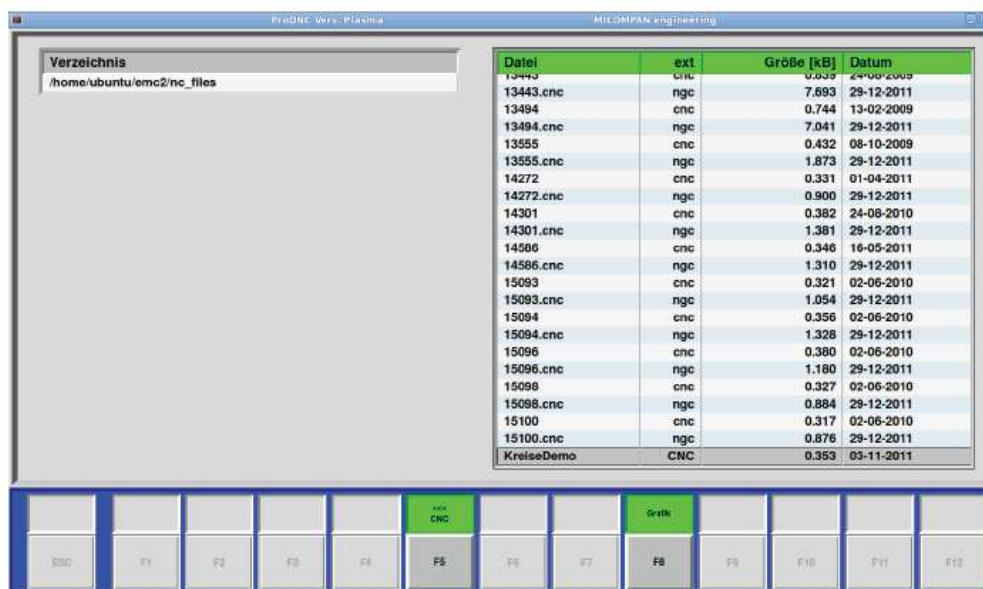 ProDNC Vers. Plasma
MICOMPAN engineering
Verzeichnis
/home/ubuntu/emc2/nc_files
Datei ext Größe [kB] Datum
13443 cnc 0.839 24-08-2009
13443.cnc ngc 7.693 29-12-2011
13494 cnc 0.744 13-02-2009
13494.cnc ngc 7.041 29-12-2011
13555 cnc 0.432 08-10-2009
13555.cnc ngc 1.873 29-12-2011
14272 cnc 0.331 01-04-2011
14272.cnc ngc 0.900 29-12-2011
14301 cnc 0.382 24-08-2010
14301.cnc ngc 1.381 29-12-2011
14586 cnc 0.346 16-05-2011
14586.cnc ngc 1.310 29-12-2011
15093 cnc 0.321 02-06-2010
15093.cnc ngc 1.054 29-12-2011
15094 cnc 0.356 02-06-2010
15094.cnc ngc 1.328 29-12-2011
15096 cnc 0.380 02-06-2010
15096.cnc ngc 1.180 29-12-2011
15098 cnc 0.327 02-06-2010
15098.cnc ngc 0.884 29-12-2011
15100 cnc 0.317 02-06-2010
15100.cnc ngc 0.876 29-12-2011
KreiseDemo CNC 0.353 03-11-2011
<<<
CNC
Grafik
ESC F1 F2 F3 F4 F5 F6 F7 F8 F9 F10 F11 F12